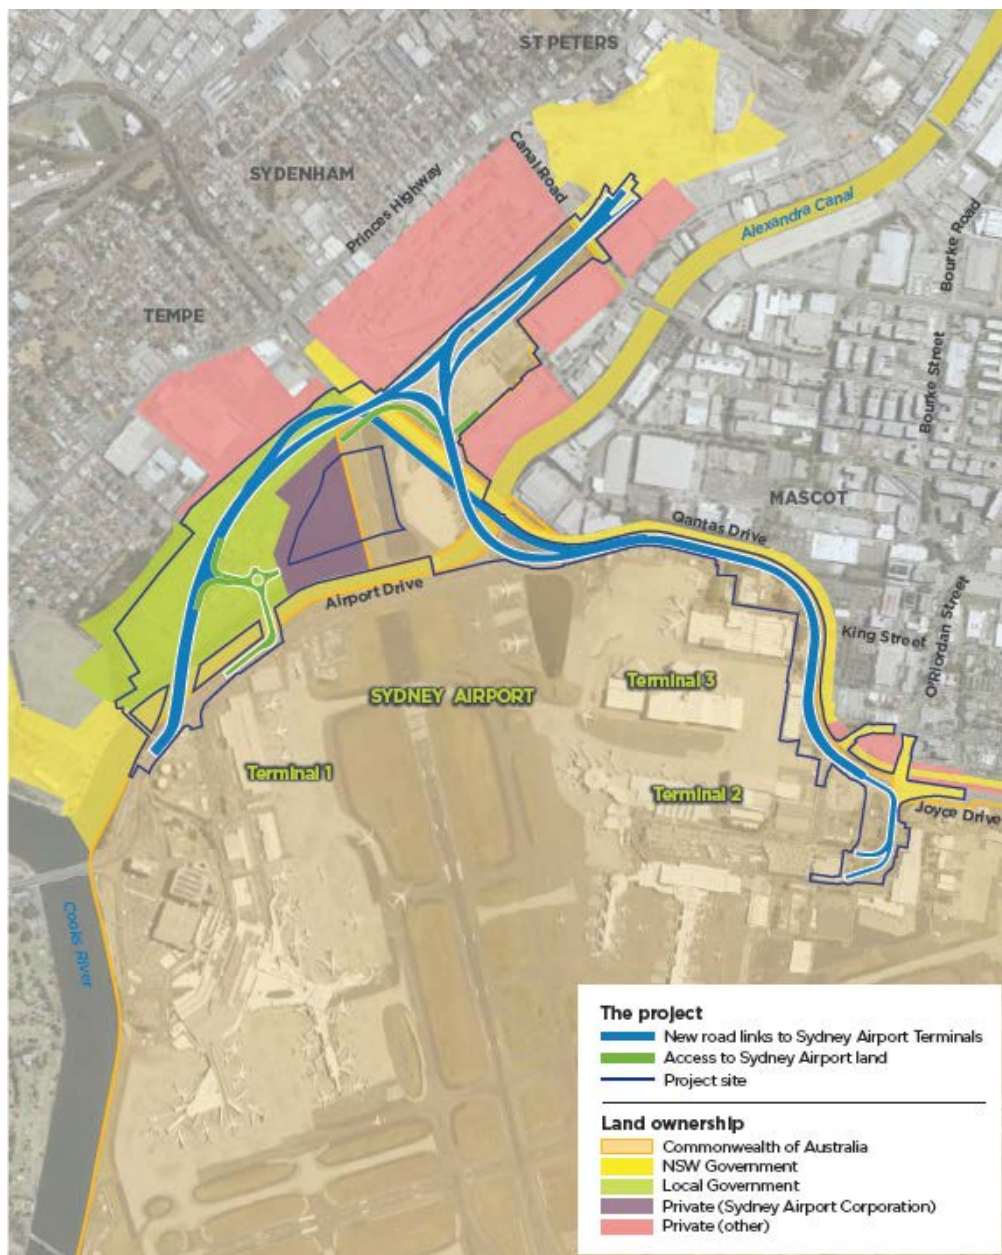 ST PETERS
Canal Road
SYDENHAM
Princes Highway
Alexandra Canal
Bourke Road
TEMPE
Bourke Street
MASCOT
Qantas Drive
Airport Drive
King Street
O'Riordan Street
SYDNEY AIRPORT
Terminal 3
Terminal 1
Terminal 2
Joyce Drive
Cooks River
The project
New road links to Sydney Airport Terminals
Access to Sydney Airport land
Project site
Land ownership
Commonwealth of Australia
NSW Government
Local Government
Private (Sydney Airport Corporation)
Private (other)